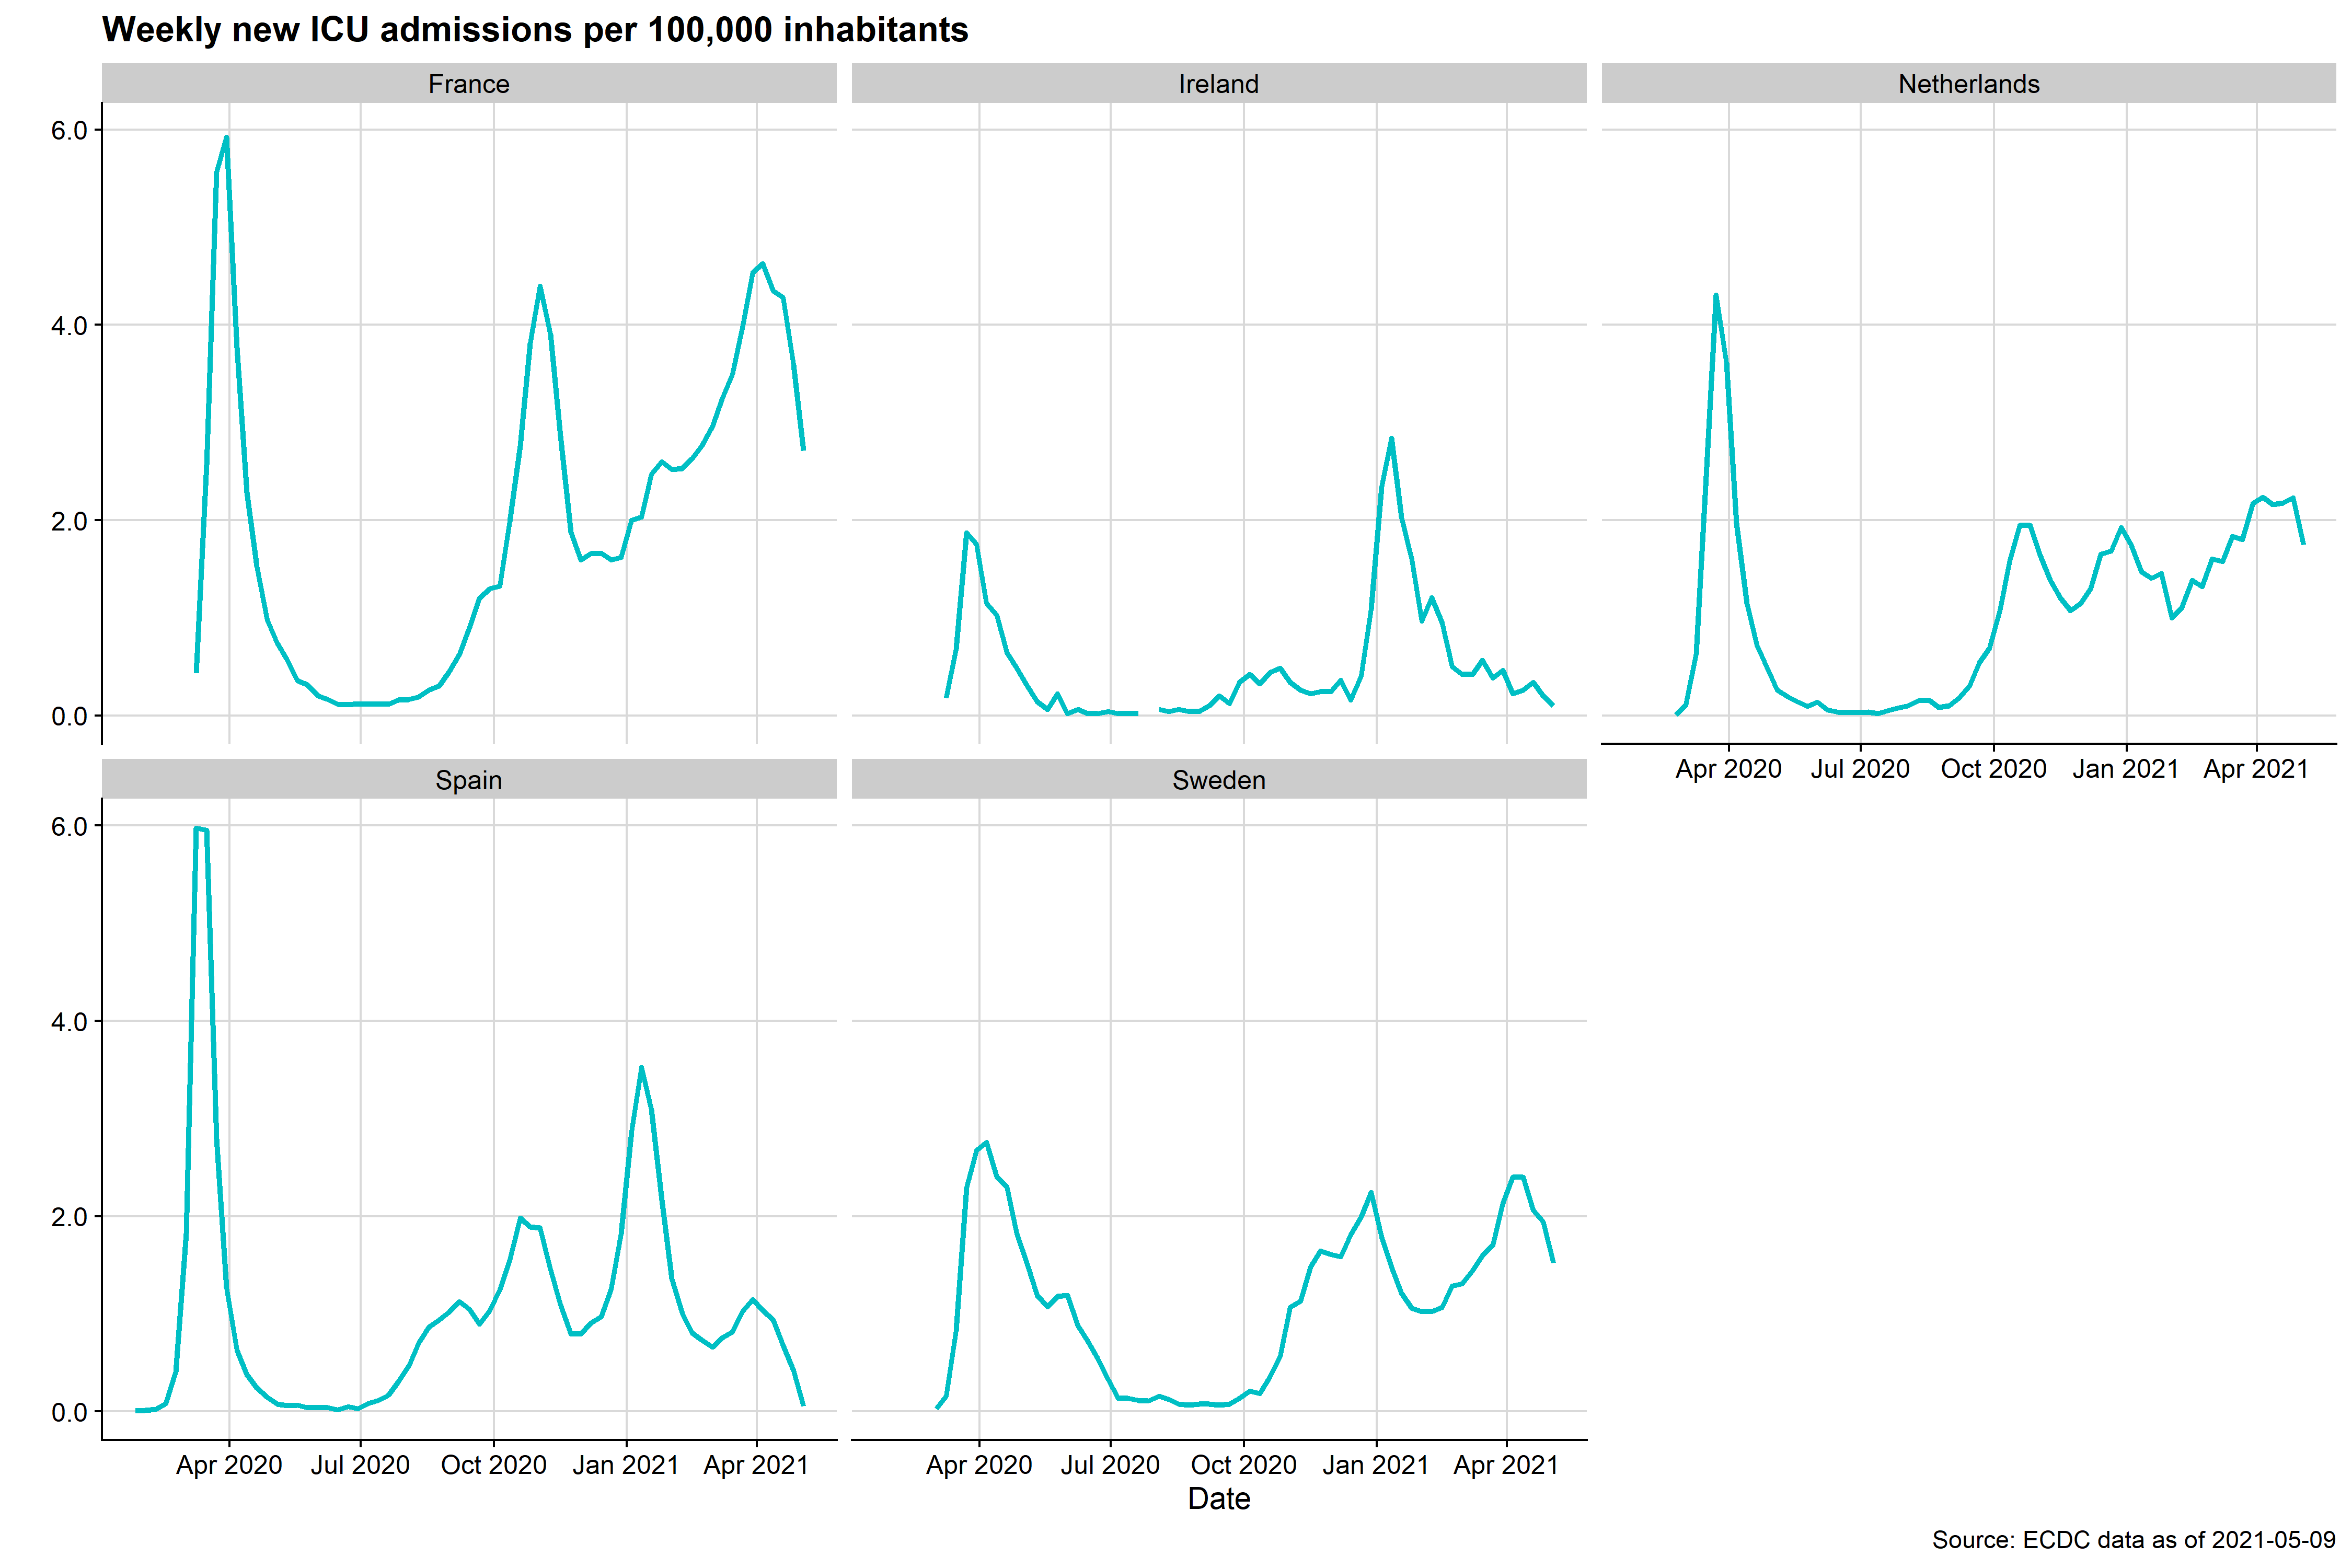 Weekly new ICU admissions per 100,000 inhabitants
France Ireland Netherlands
6.0
4.0
2.0
0.0
Apr 2020 Jul 2020 Oct 2020 Jan 2021 Apr 2021
Spain Sweden
6.0
4.0
2.0
0.0
Apr 2020 Jul 2020 Oct 2020 Jan 2021 Apr 2021 Apr 2020 Jul 2020 Oct 2020 Jan 2021 Apr 2021
Date
Source: ECDC data as of 2021-05-09